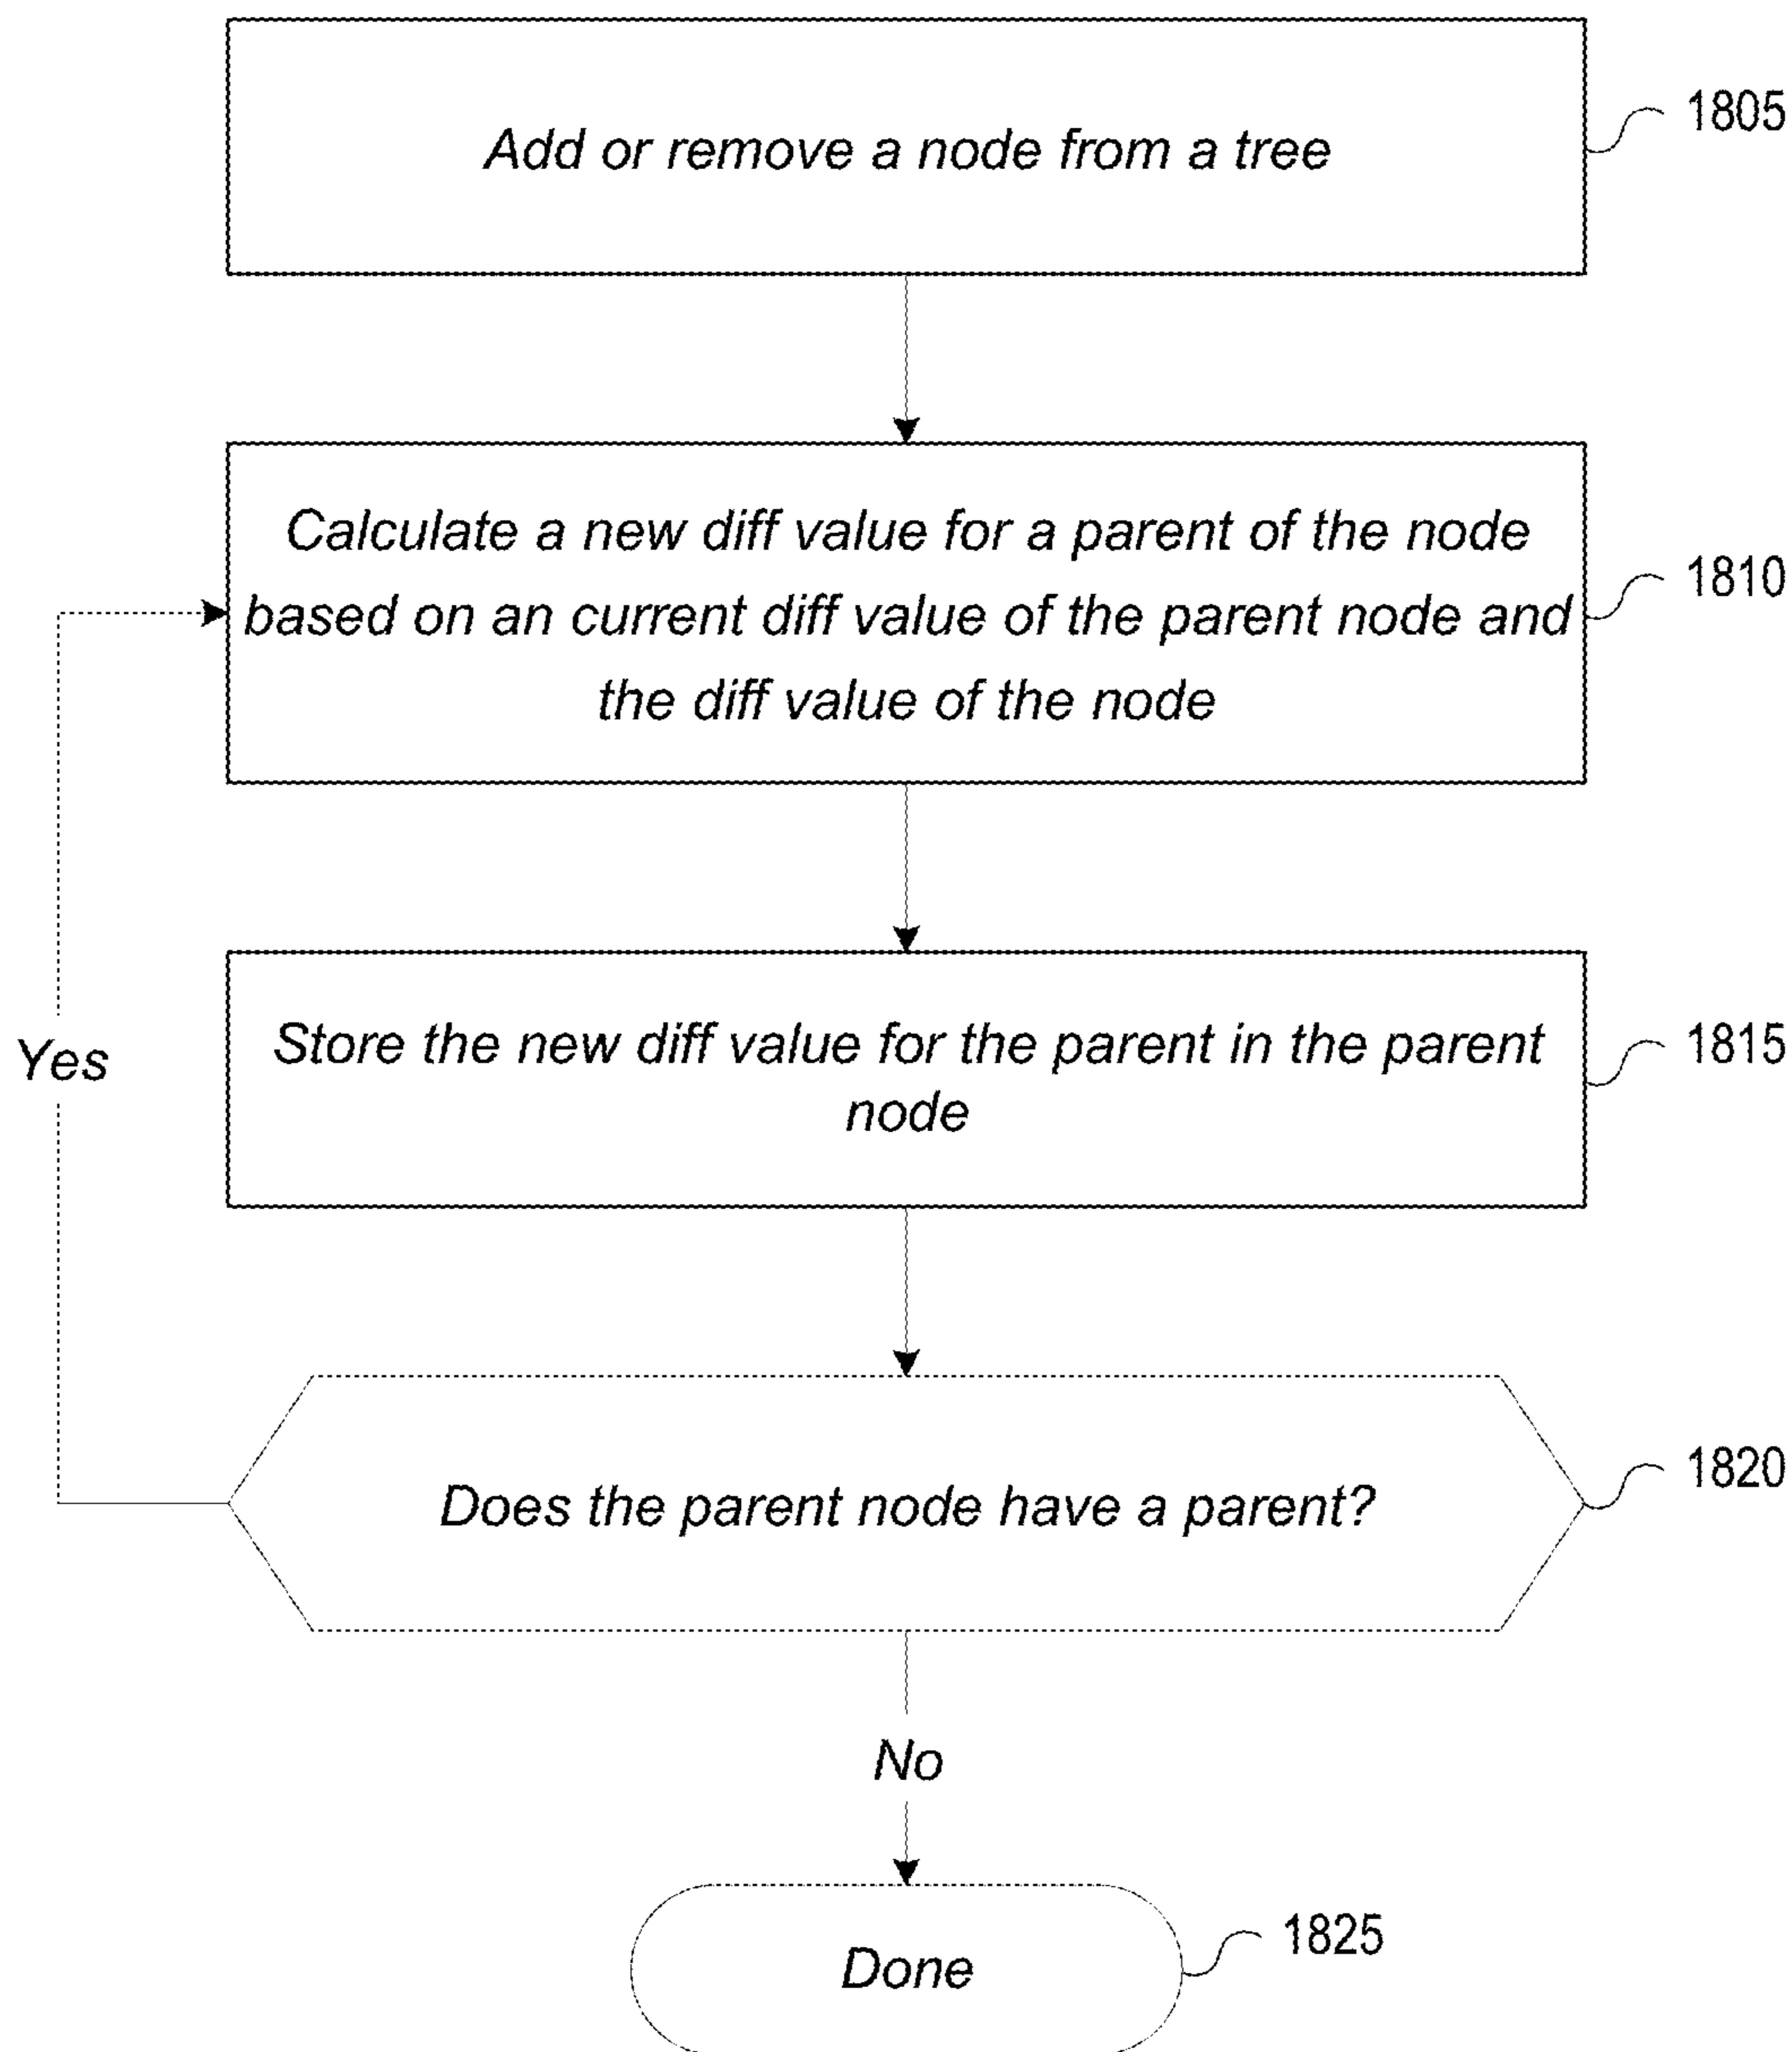 Add or remove a node from a tree
1805
Calculate a new diff value for a parent of the node
based on an current diff value of the parent node and
the diff value of the node
1810
Store the new diff value for the parent in the parent
node
1815
Yes
Does the parent node have a parent?
1820
No
Done
1825